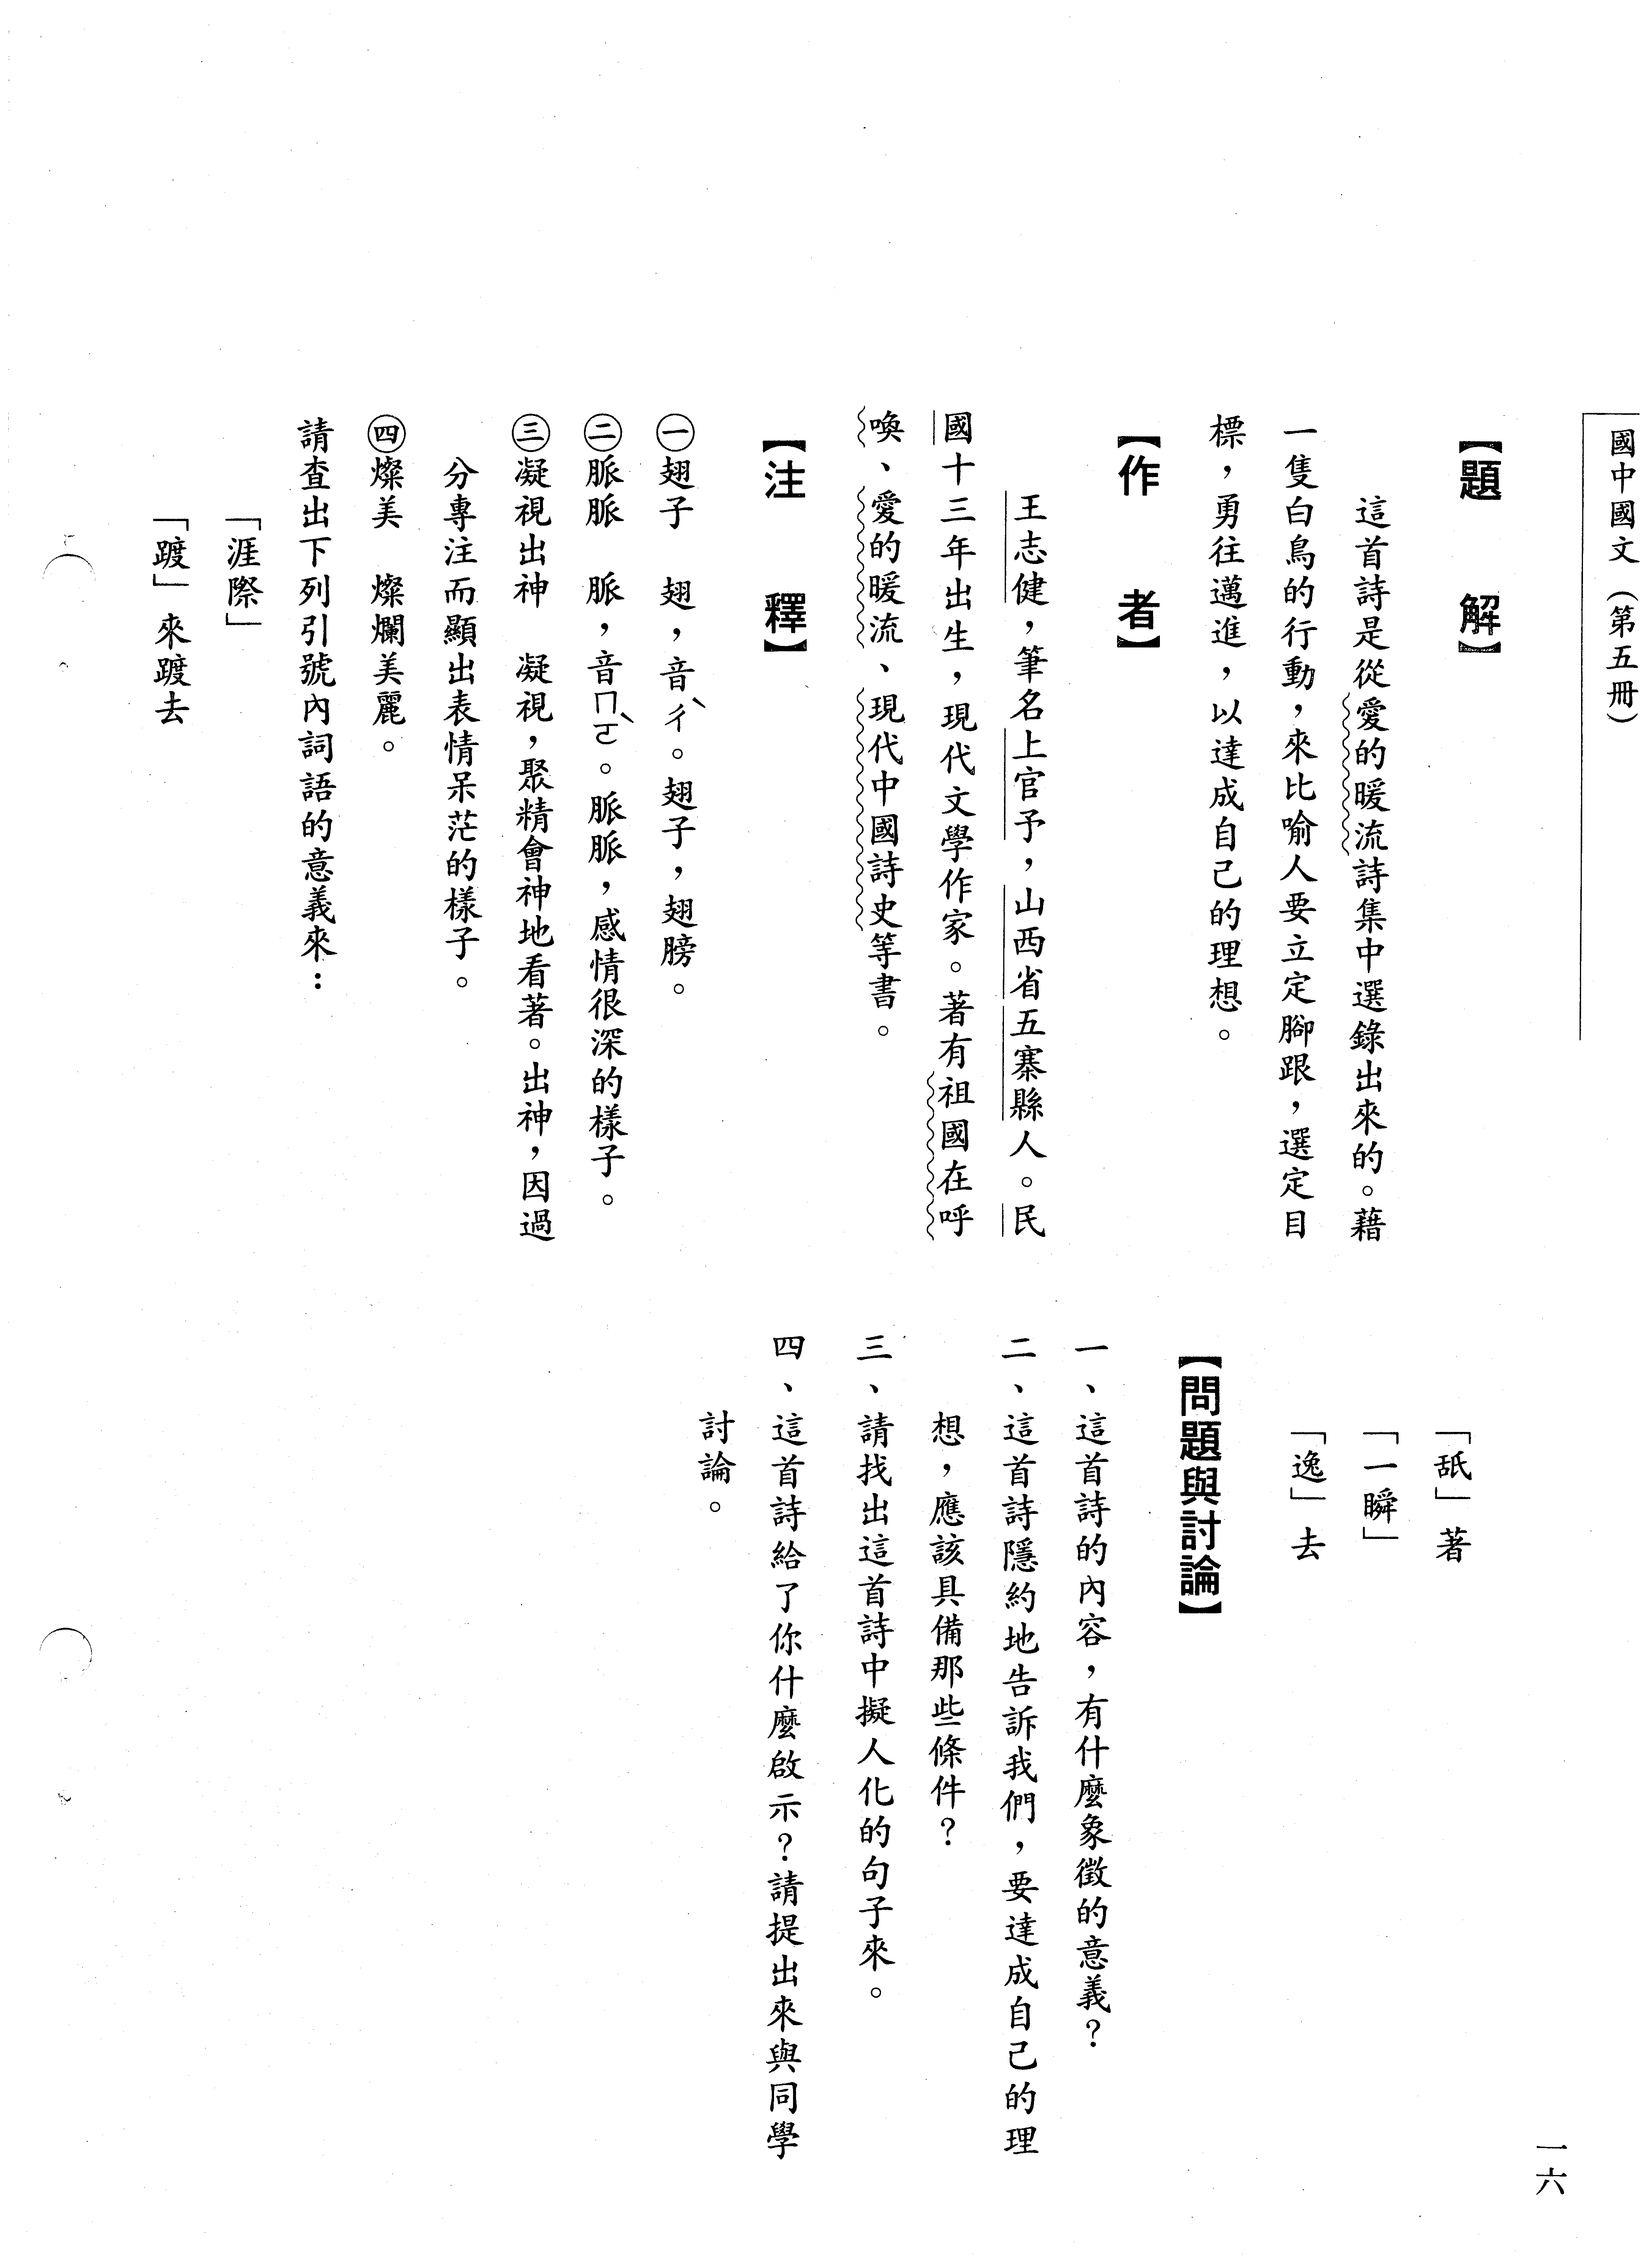 國中國文（第五冊）
【題　解】
這首詩是從愛的暖流詩集中選錄出來的。藉
一隻白鳥的行動，來比喻人要立定腳跟，選定目
標，勇往邁進，以達成自己的理想。
【作　者】
王志健，筆名上官予，山西省五寨縣人。民
國十三年出生，現代文學作家。著有祖國在呼
喚、愛的暖流、現代中國詩史等書。
【注　釋】
㊀翅子　翅，音ㄔˋ。翅子，翅膀。
㊁脈脈　脈，音ㄇㄛˋ。脈脈，感情很深的樣子。
㊂凝視出神　凝視，聚精會神地看著。出神，因過
分專注而顯出表情呆茫的樣子。
㊃燦美　燦爛美麗。
請查出下列引號內詞語的意義來：
「涯際」
「踱」來踱去
「舐」著
「一瞬」
「逸」去
【問題與討論】
一、這首詩的內容，有什麼象徵的意義？
二、這首詩隱約地告訴我們，要達成自己的理
想，應該具備那些條件？
三、請找出這首詩中擬人化的句子來。
四、這首詩給了你什麼啟示？請提出來與同學
討論。
一六